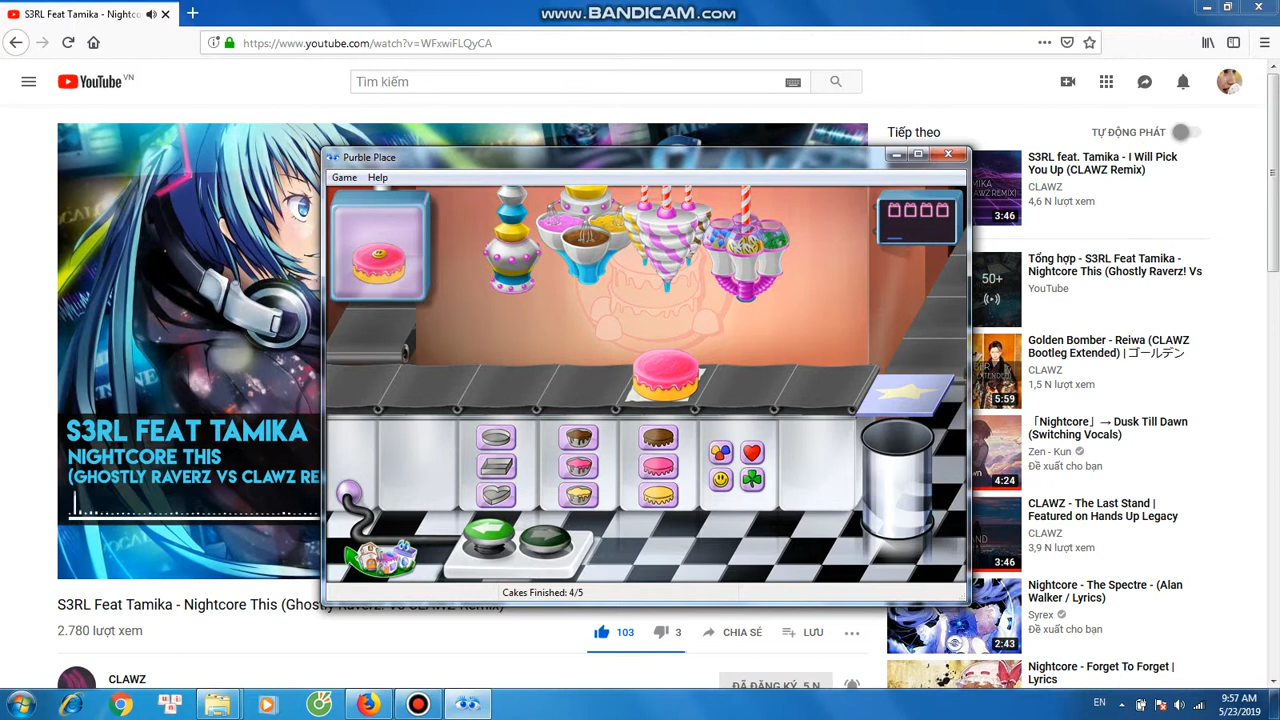 S3RL Feat Tamika - Nightco
www.BANDICAM.com
https://www.youtube.com/watch?v=WFxwiFLQyCA
YouTube VN
Tìm kiếm
Tiếp theo
TỰ ĐỘNG PHÁT
S3RL FEAT TAMIKA
NIGHTCORE THIS
(GHOSTLY RAVERZ VS CLAWZ RE
Purble Place
Game Help
Cakes Finished: 4/5
S3RL Feat Tamika - Nightcore This (Ghostly Raverz! Vs CLAWZ Remix)
2.780 lượt xem
103
3
CHIA SẺ
LƯU
CLAWZ
ĐÃ ĐĂNG KÝ 5 N
S3RL feat. Tamika - I Will Pick
You Up (CLAWZ Remix)
CLAWZ
4,6 N lượt xem
3:46
Tổng hợp - S3RL Feat Tamika -
Nightcore This (Ghostly Raverz! Vs
YouTube
50+
Golden Bomber - Reiwa (CLAWZ
Bootleg Extended) | ゴールデン
CLAWZ
1,5 N lượt xem
5:59
「Nightcore」→ Dusk Till Dawn
(Switching Vocals)
Zen - Kun
Đề xuất cho bạn
4:24
CLAWZ - The Last Stand |
Featured on Hands Up Legacy
CLAWZ
3,9 N lượt xem
3:46
Nightcore - The Spectre - (Alan
Walker / Lyrics)
Syrex
Đề xuất cho bạn
2:43
Nightcore - Forget To Forget |
Lyrics
EN
9:57 AM
5/23/2019